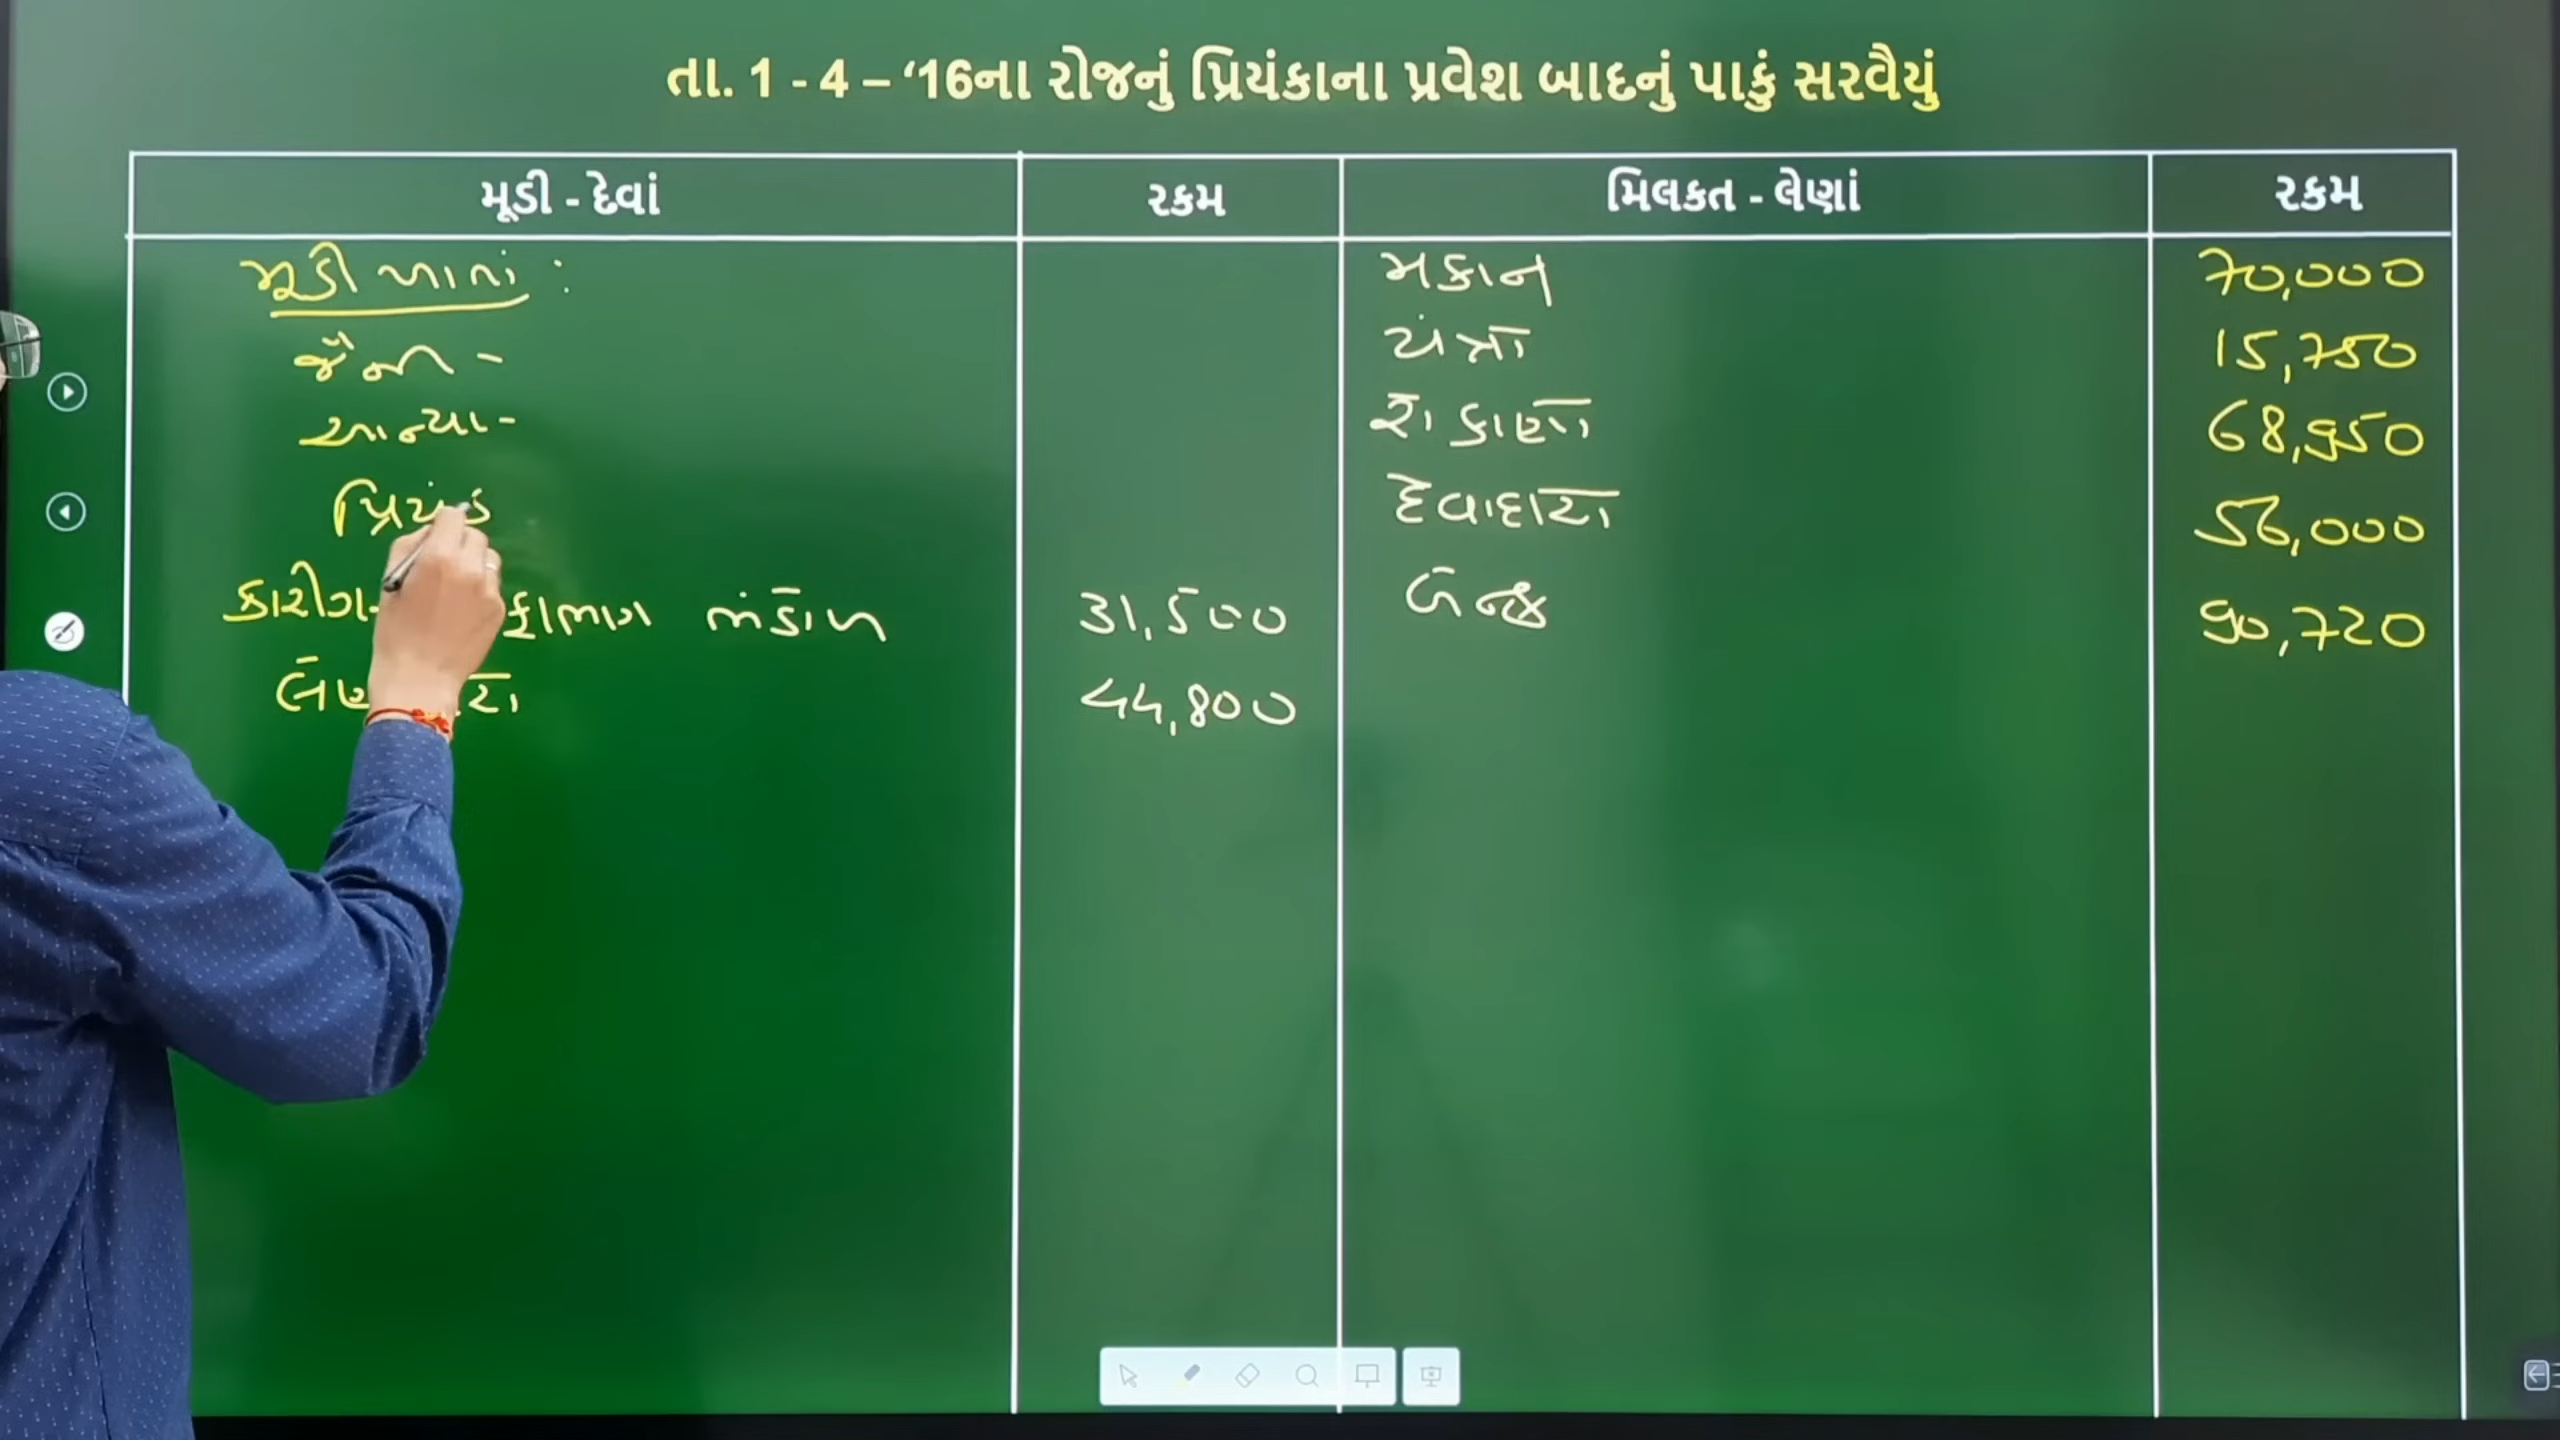 તા. 1 - 4 – ‘16ના રોજનું પ્રિયંકાના પ્રવેશ બાદનું પાકું સરવૈયું
મૂડી - દેવાં રકમ મિલકત - લેણાં રકમ
મૂડી ખાતાં : મકાન 70,000
જૈના - યંત્રો 15,750
આન્યા - રોકાણો 68,950
પ્રિયંક દેવાદારો 56,000
ભંડોળ 31,500 બેન્ક 90,720
44,800